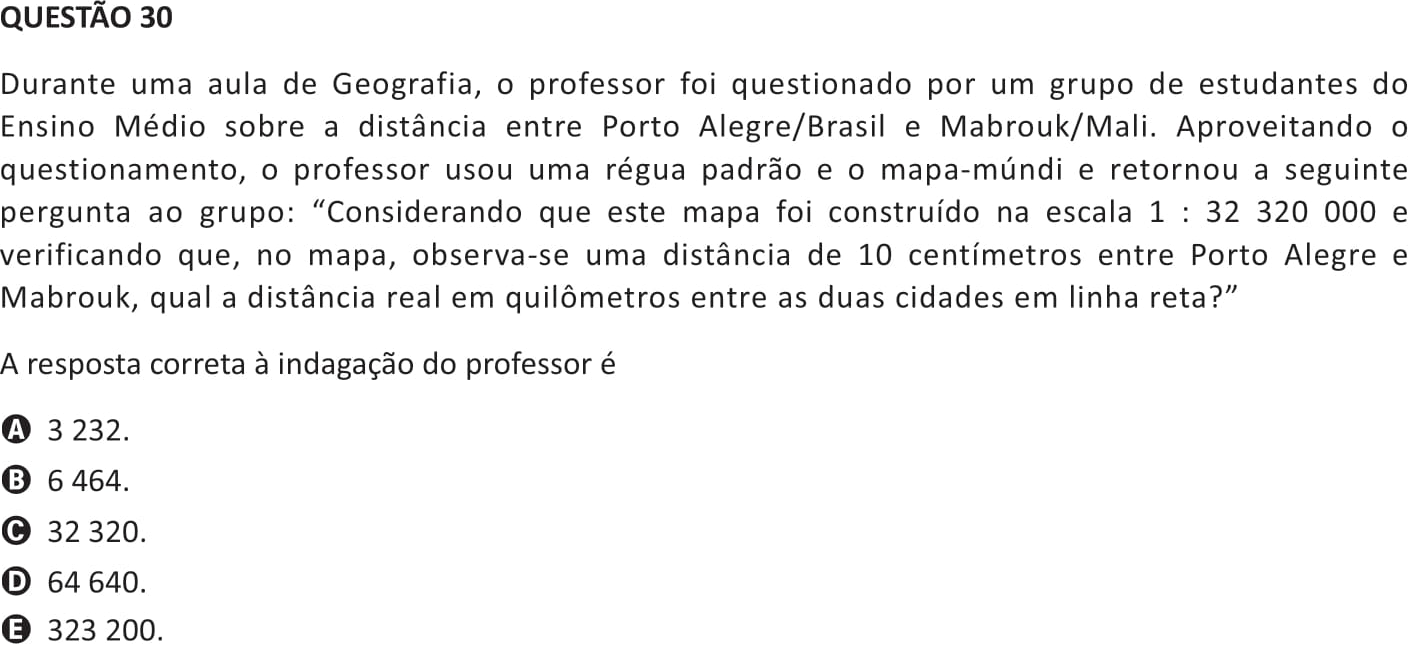 QUESTÃO 30
Durante uma aula de Geografia, o professor foi questionado por um grupo de estudantes do
Ensino Médio sobre a distância entre Porto Alegre/Brasil e Mabrouk/Mali. Aproveitando o
questionamento, o professor usou uma régua padrão e o mapa-múndi e retornou a seguinte
pergunta ao grupo: “Considerando que este mapa foi construído na escala 1 : 32 320 000 e
verificando que, no mapa, observa-se uma distância de 10 centímetros entre Porto Alegre e
Mabrouk, qual a distância real em quilômetros entre as duas cidades em linha reta?”
A resposta correta à indagação do professor é
A 3 232.
B 6 464.
C 32 320.
D 64 640.
E 323 200.